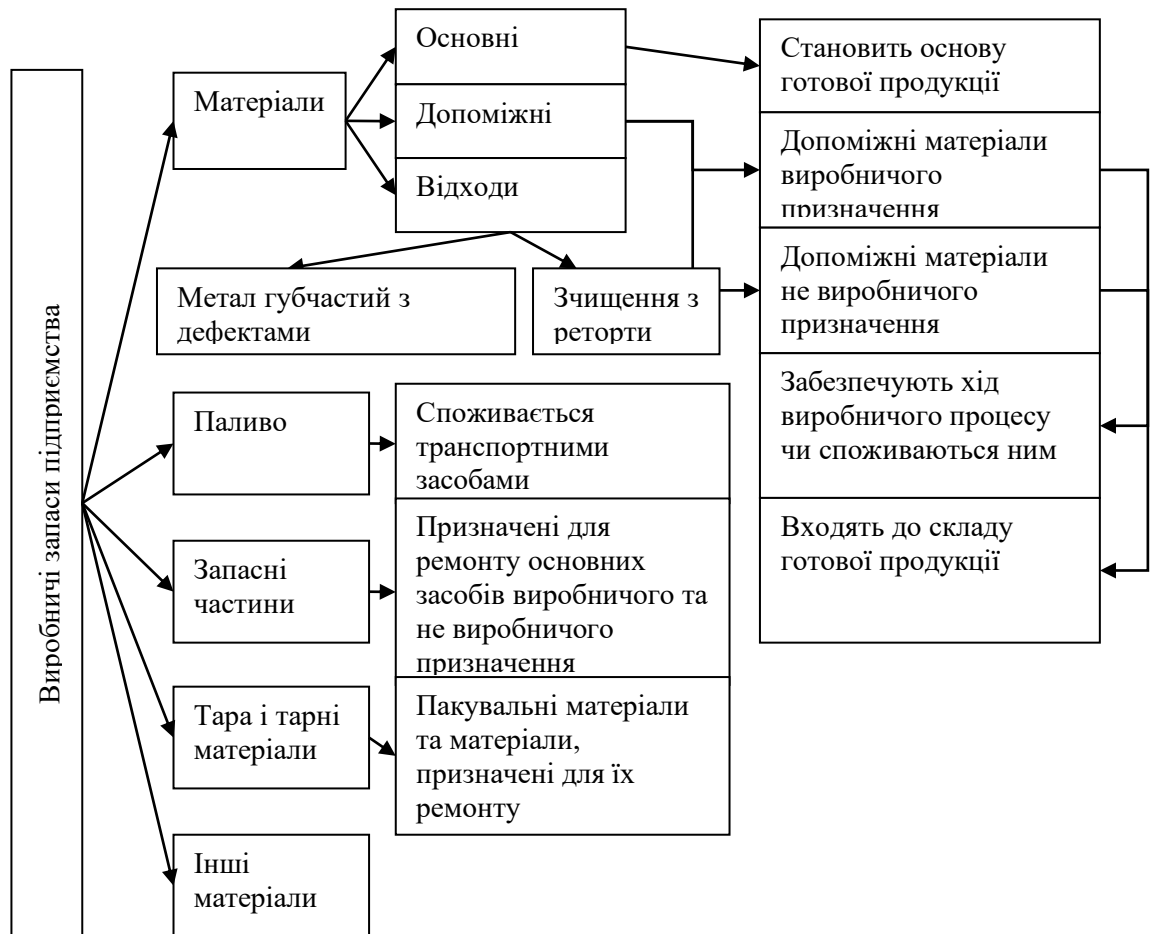 Виробничі запаси підприємства
Матеріали
Основні
Допоміжні
Відходи
Становить основу
готової продукції
Допоміжні матеріали
виробничого
призначення
Допоміжні матеріали
не виробничого
призначення
Забезпечують хід
виробничого процесу
чи споживаються ним
Входять до складу
готової продукції
Метал губчастий з
дефектами
Зчищення з
реторти
Паливо
Споживається
транспортними
засобами
Запасні
частини
Призначені для
ремонту основних
засобів виробничого та
не виробничого
призначення
Тара і тарні
матеріали
Пакувальні матеріали
та матеріали,
призначені для їх
ремонту
Інші
матеріали